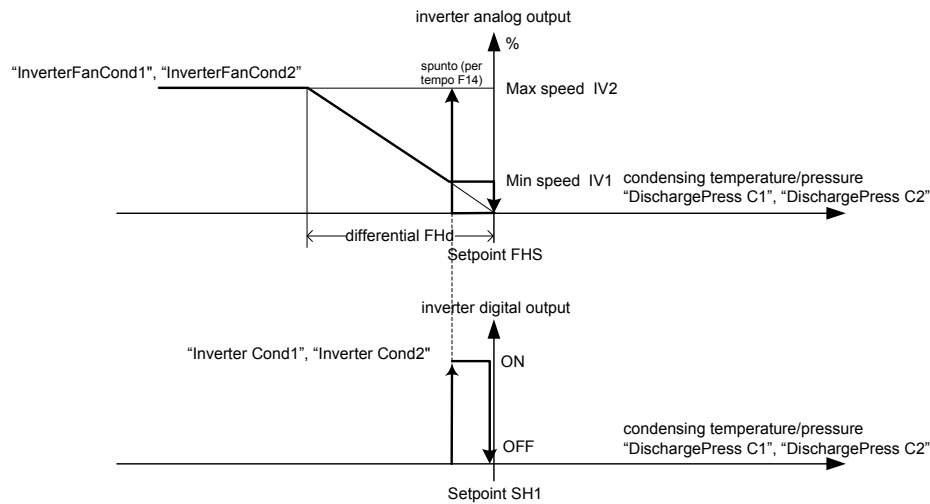 inverter analog output
%
"InverterFanCond1", "InverterFanCond2"
spunto (per
tempo F14)
Max speed IV2
Min speed IV1
condensing temperature/pressure
"DischargePress C1", "DischargePress C2"
differential FHd
Setpoint FHS
inverter digital output
"Inverter Cond1", "Inverter Cond2"
ON
OFF
condensing temperature/pressure
"DischargePress C1", "DischargePress C2"
Setpoint SH1